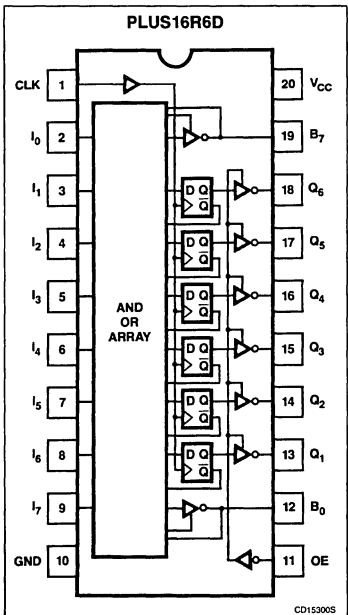 PLUS16R6D
CLK 1 20 VCC
I0 2 19 B7
I1 3 D Q Q 18 Q6
I2 4 D Q Q 17 Q5
I3 5 D Q Q 16 Q4
AND
OR
ARRAY
I4 6 D Q Q 15 Q3
I5 7 D Q Q 14 Q2
I6 8 D Q Q 13 Q1
I7 9 12 B0
GND 10 11 OE
CD15300S